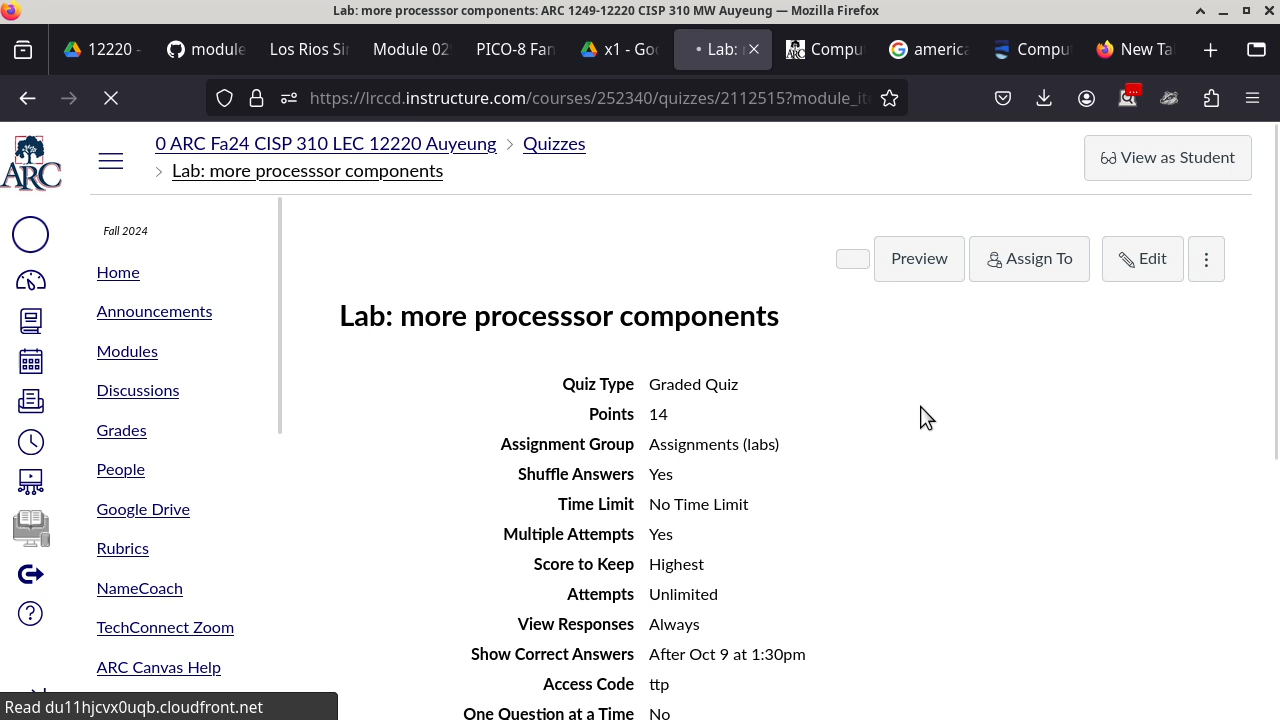 Lab: more processsor components: ARC 1249-12220 CISP 310 MW Auyeung — Mozilla Firefox
12220 - module Los Rios Si Module 02 PICO-8 Fan x1 - Goo Lab: Compu america Compu New Ta
https://lrccd.instructure.com/courses/252340/quizzes/2112515?module_it
ARC
0 ARC Fa24 CISP 310 LEC 12220 Auyeung > Quizzes
> Lab: more processsor components
View as Student
Fall 2024
Home
Announcements
Modules
Discussions
Grades
People
Google Drive
Rubrics
NameCoach
TechConnect Zoom
ARC Canvas Help
Preview Assign To Edit
Lab: more processsor components
Quiz Type Graded Quiz
Points 14
Assignment Group Assignments (labs)
Shuffle Answers Yes
Time Limit No Time Limit
Multiple Attempts Yes
Score to Keep Highest
Attempts Unlimited
View Responses Always
Show Correct Answers After Oct 9 at 1:30pm
Access Code ttp
One Question at a Time No
Read du11hjcvx0uqb.cloudfront.net